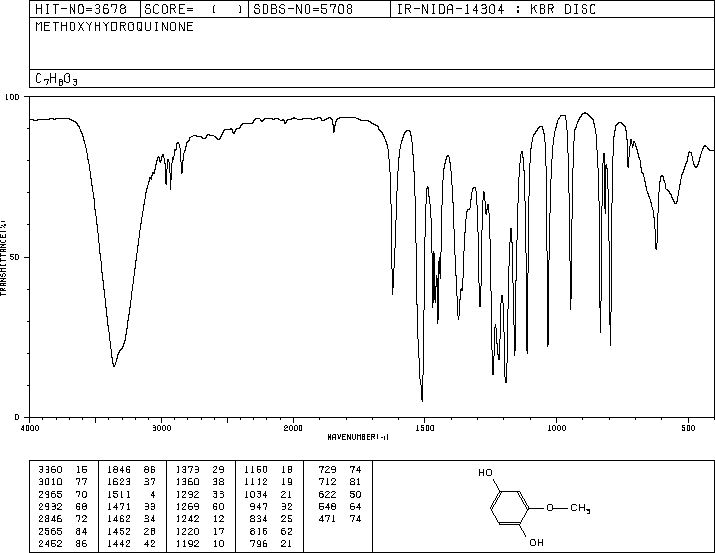 HIT-NO=3678 SCORE= ( ) SDBS-NO=5708 IR-NIDA-14304 : KBR DISC
METHOXYHYDROQUINONE
C7H8O3
100
50
0
TRANSMITTANCE(%)
4000 3000 2000 1500 1000 500
WAVENUMBER(-1)
3360 16 1846 86 1373 29 1160 18 729 74
3010 77 1623 37 1360 38 1112 19 712 81
2965 70 1511 4 1292 33 1034 21 622 50
2932 68 1471 33 1269 60 947 32 548 64
2846 72 1462 34 1242 12 834 25 471 74
2565 84 1452 28 1220 17 816 62
2452 86 1442 42 1192 10 796 21
HO
O—CH3
OH